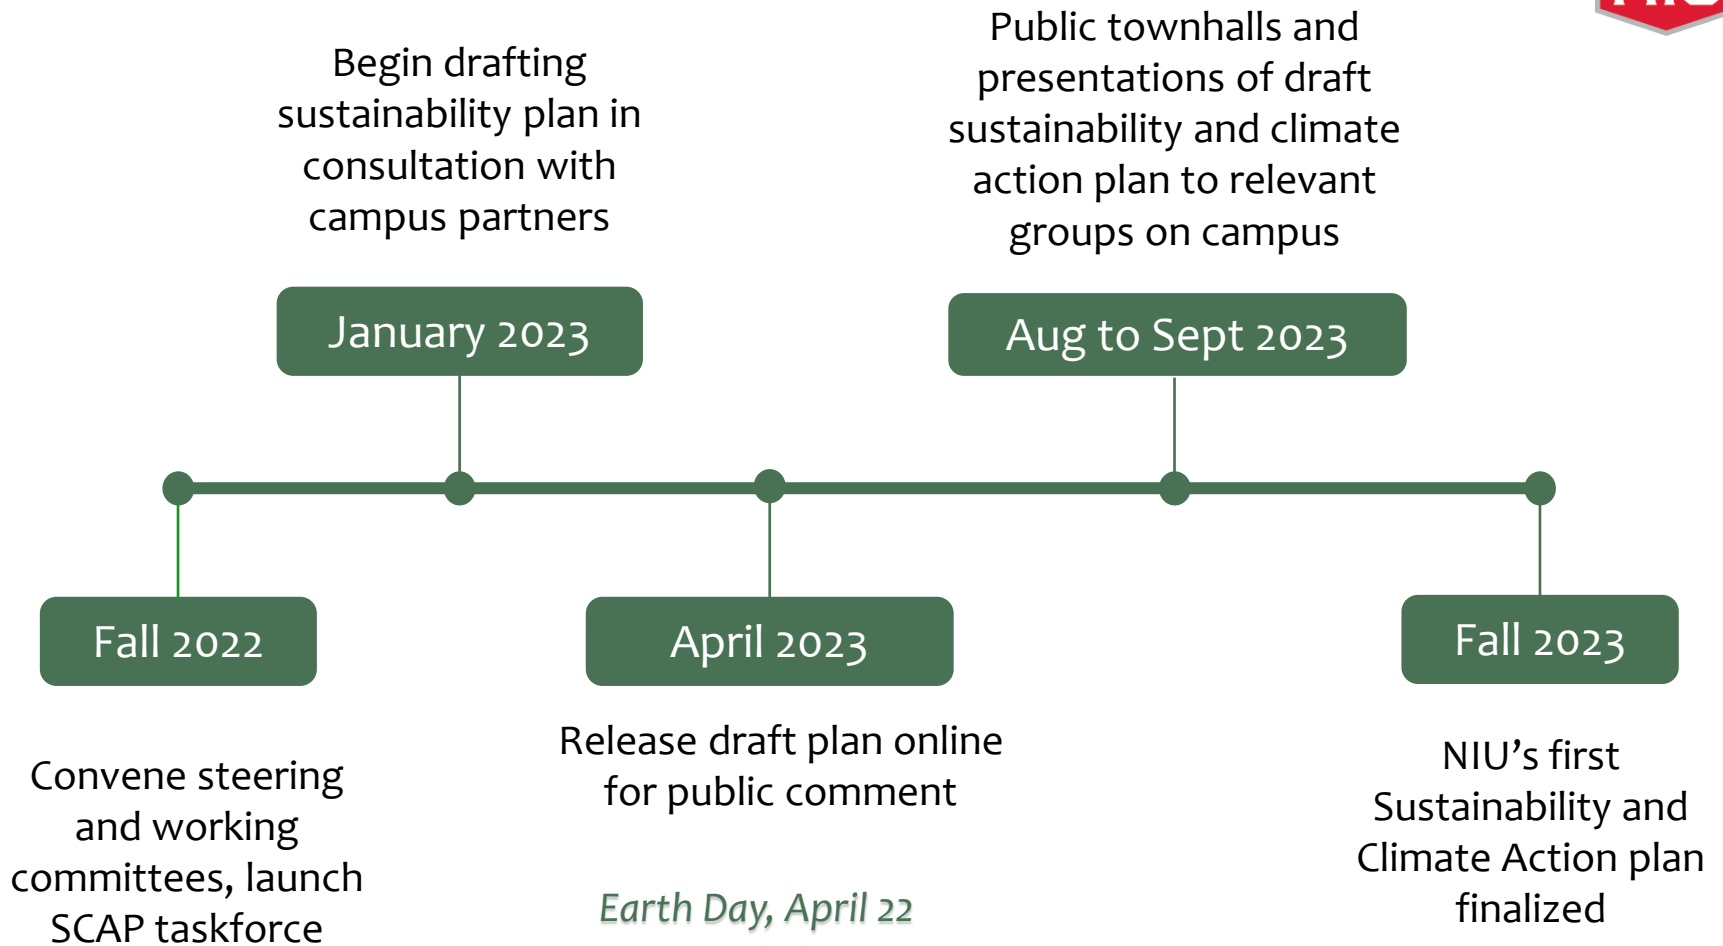 Begin drafting
sustainability plan in
consultation with
campus partners
Public townhalls and
presentations of draft
sustainability and climate
action plan to relevant
groups on campus
January 2023
Aug to Sept 2023
Fall 2022
April 2023
Fall 2023
Convene steering
and working
committees, launch
SCAP taskforce
Release draft plan online
for public comment
Earth Day, April 22
NIU’s first
Sustainability and
Climate Action plan
finalized